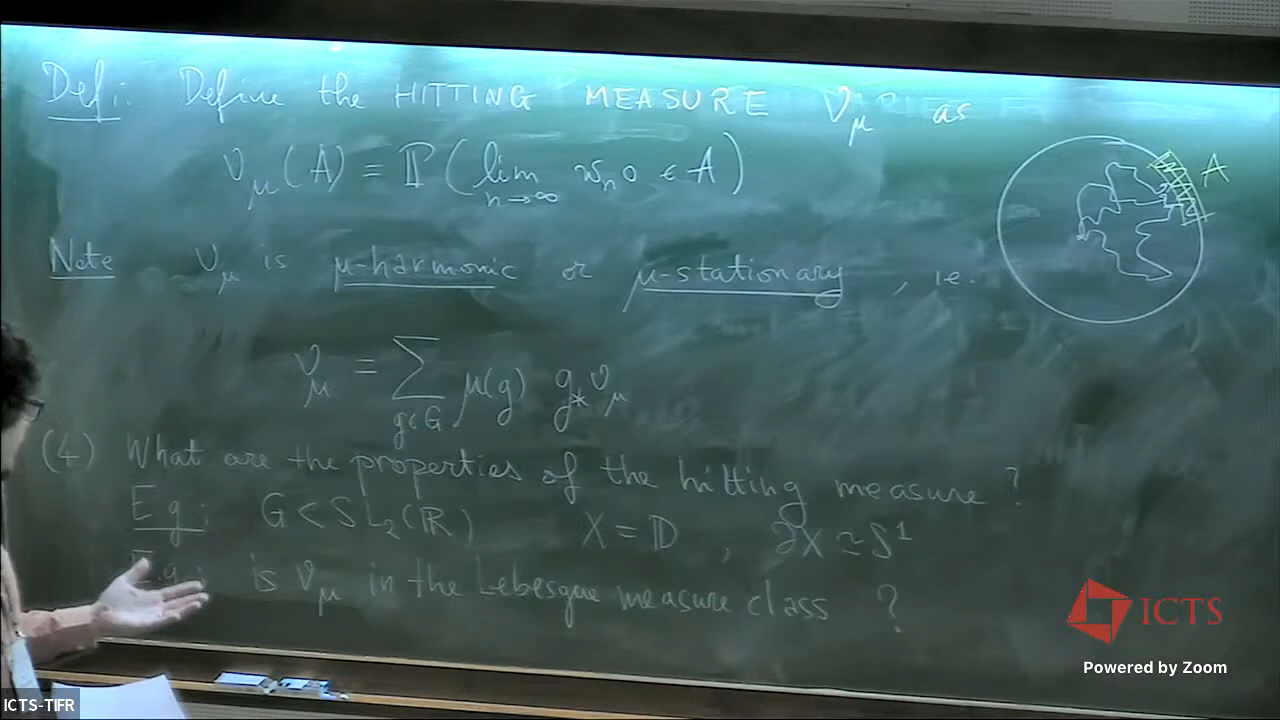 Def: Define the HITTING MEASURE ν_μ as
ν_μ(A) = ℙ(lim_{n→∞} w_n o ∈ A)
A
Note ν_μ is μ-harmonic or μ-stationary, i.e.
ν_μ = Σ_{g∈G} μ(g) g_* ν_μ
(4) What are the properties of the hitting measure?
Eg: G < SL_2(ℝ) X = 𝔻, ∂X ≃ S^1
E.g.: is ν_μ in the Lebesgue measure class ?
ICTS
Powered by Zoom
ICTS-TIFR